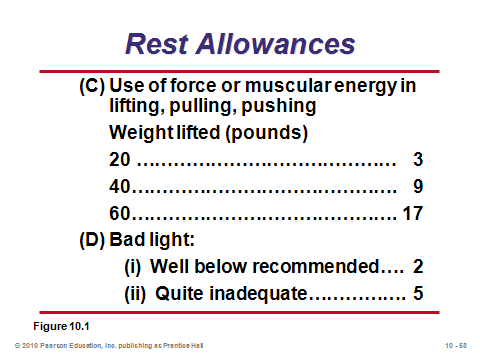 Rest Allowances
(C) Use of force or muscular energy in
lifting, pulling, pushing
Weight lifted (pounds)
20 ………………………………………… 3
40…………………………………………. 9
60…………………………………………. 17
(D) Bad light:
(i) Well below recommended…. 2
(ii) Quite inadequate……………. 5
Figure 10.1
© 2010 Pearson Education, Inc. publishing as Prentice Hall
10 - 58